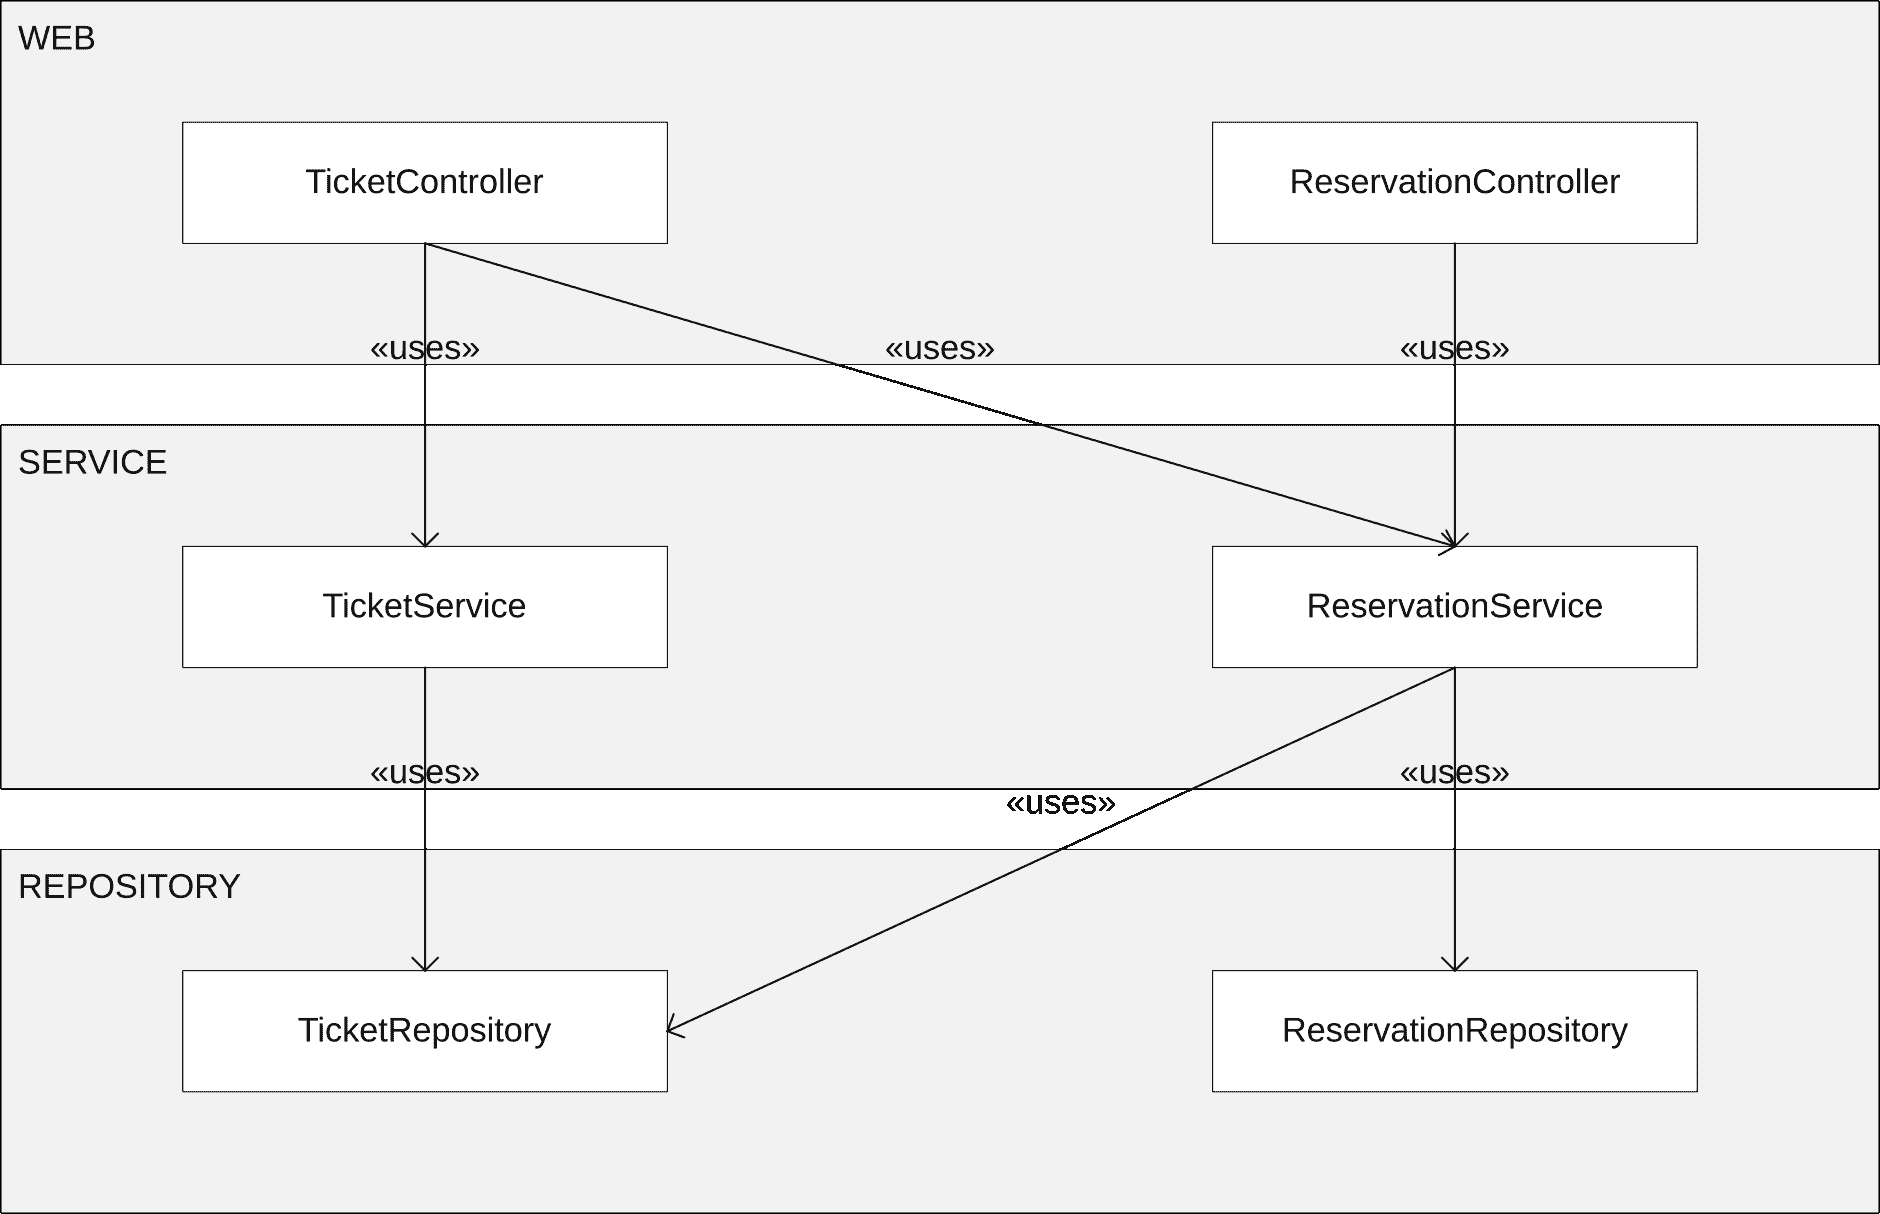 WEB
TicketController
ReservationController
«uses»
«uses»
«uses»
SERVICE
TicketService
ReservationService
«uses»
«uses»
«uses»
REPOSITORY
TicketRepository
ReservationRepository